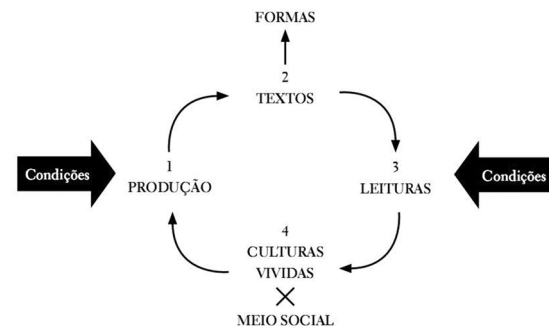 FORMAS
2
TEXTOS
Condições
1
PRODUÇÃO
3
LEITURAS
Condições
4
CULTURAS
VIVIDAS
MEIO SOCIAL